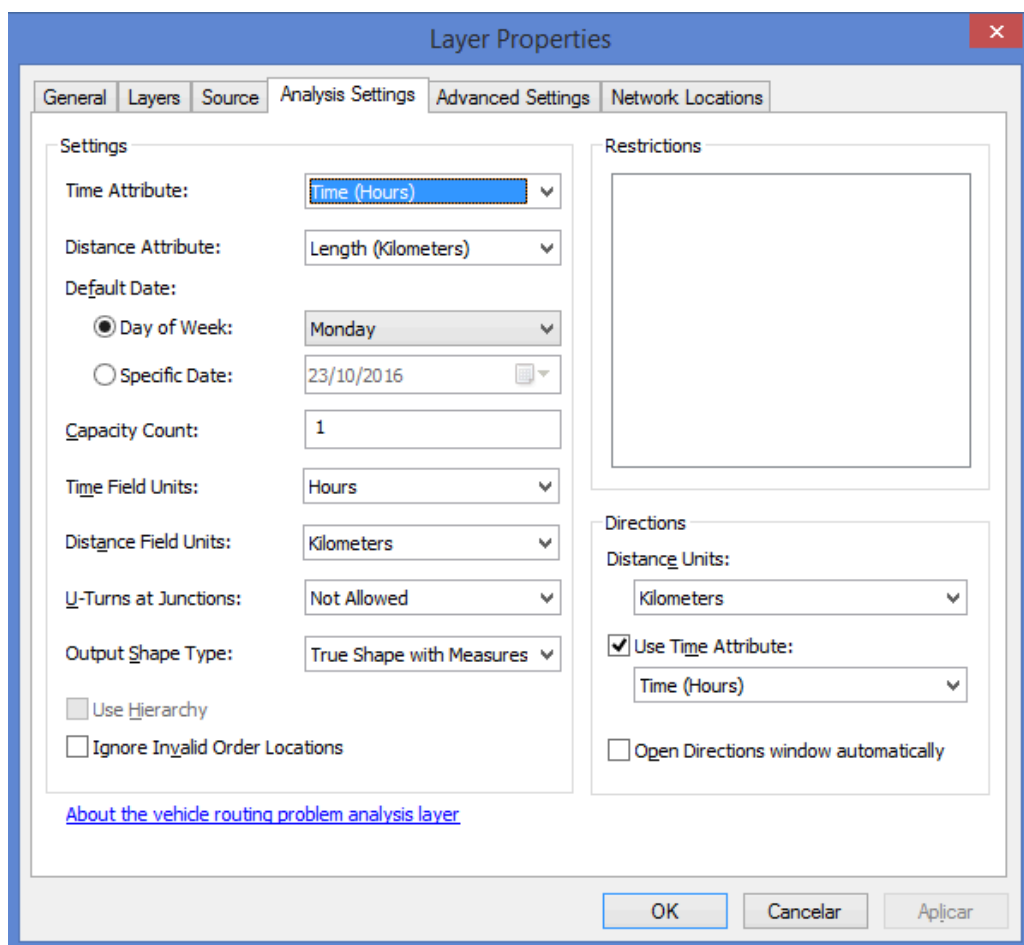 Layer Properties
General Layers Source Analysis Settings Advanced Settings Network Locations
Settings
Time Attribute: Time (Hours)
Distance Attribute: Length (Kilometers)
Default Date:
Day of Week: Monday
Specific Date: 23/10/2016
Capacity Count: 1
Time Field Units: Hours
Distance Field Units: Kilometers
U-Turns at Junctions: Not Allowed
Output Shape Type: True Shape with Measures
Use Hierarchy
Ignore Invalid Order Locations
About the vehicle routing problem analysis layer
Restrictions
Directions
Distance Units:
Kilometers
Use Time Attribute:
Time (Hours)
Open Directions window automatically
OK Cancelar Aplicar